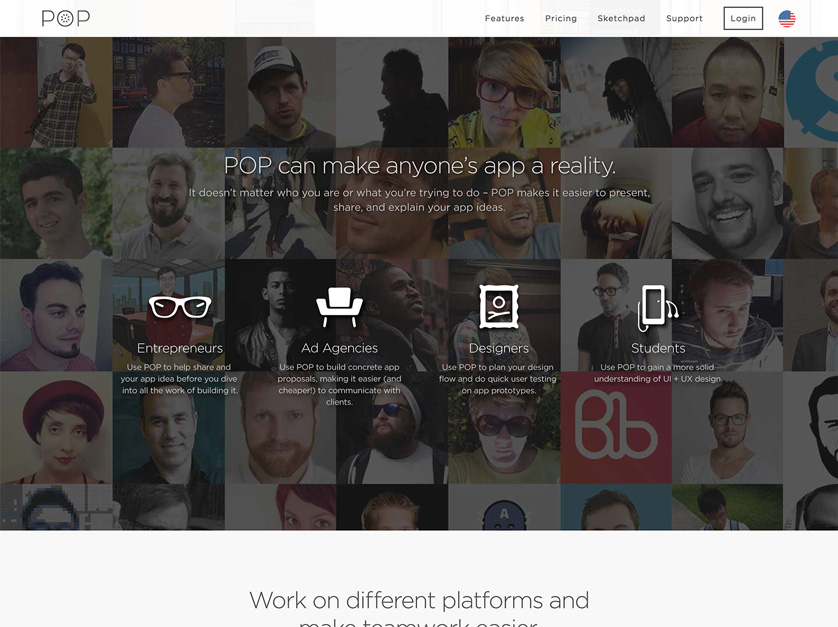 POP
Features Pricing Sketchpad Support Login
POP can make anyone's app a reality.
It doesn't matter who you are or what you're trying to do – POP makes it easier to present,
share, and explain your app ideas.
Entrepreneurs
Use POP to help share and
your app idea before you dive
into all the work of building it.
Ad Agencies
Use POP to build concrete app
proposals, making it easier (and
cheaper!) to communicate with
clients.
Designers
Use POP to plan your design
flow and do quick user testing
on app prototypes.
Students
Use POP to gain a more solid
understanding of UI + UX design
Bb
A
Work on different platforms and
make teamwork easier